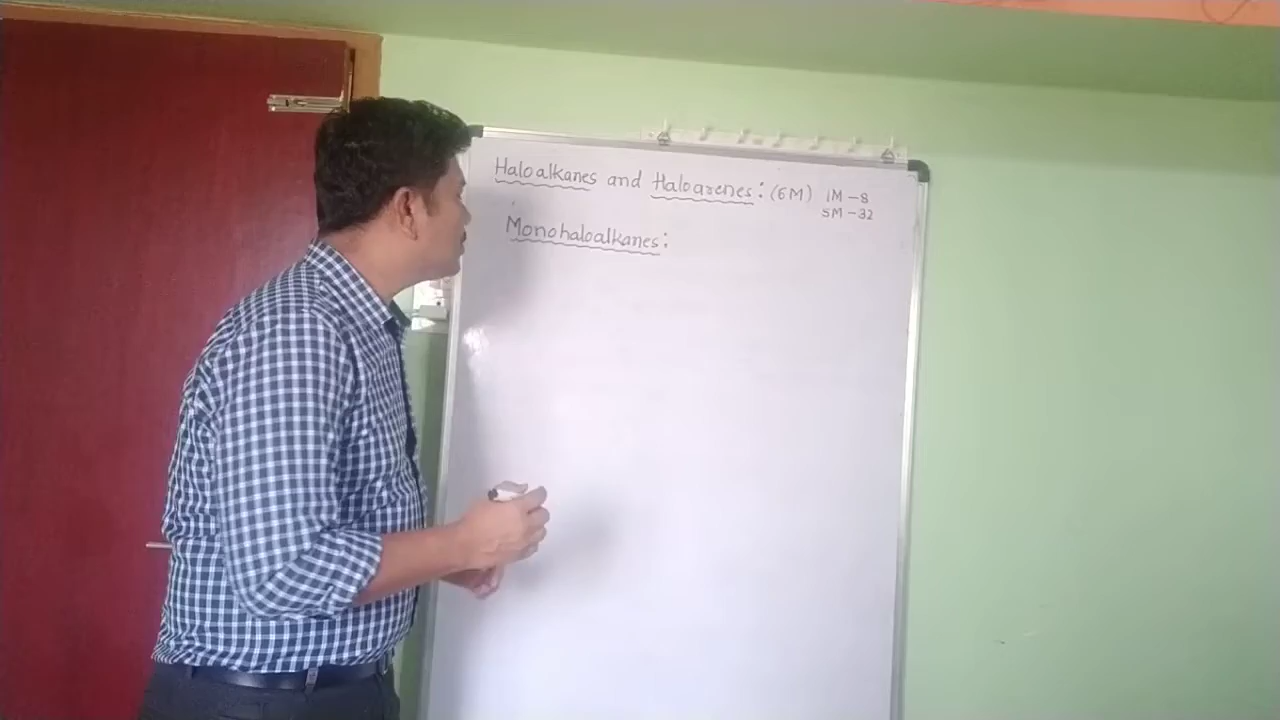 Haloalkanes and Haloarenes : (6M) 1M - 8
5M - 32
Monohaloalkanes :